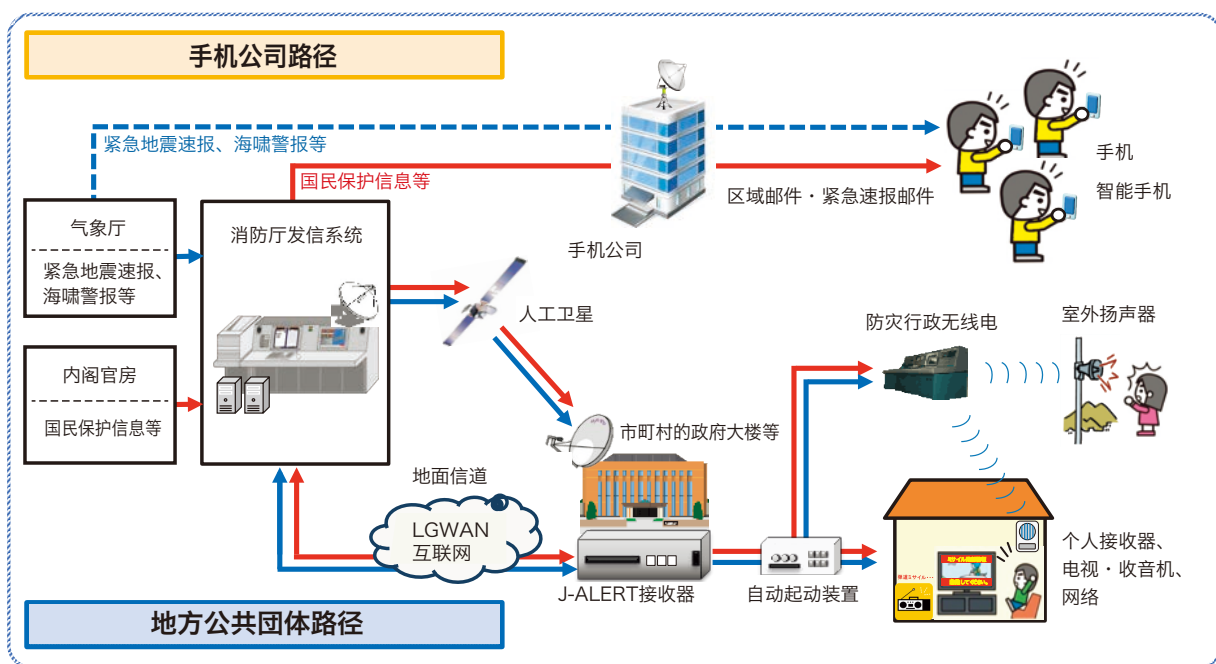 手机公司路径
紧急地震速报、海啸警报等
国民保护信息等
手机
智能手机
区域邮件・紧急速报邮件
手机公司
气象厅
紧急地震速报、
海啸警报等
消防厅发信系统
人工卫星
防灾行政无线电
室外扬声器
内阁官房
国民保护信息等
市町村的政府大楼等
地面信道
LGWAN
互联网
J-ALERT接收器
自动起动装置
个人接收器、
电视・收音机、
网络
地方公共团体路径